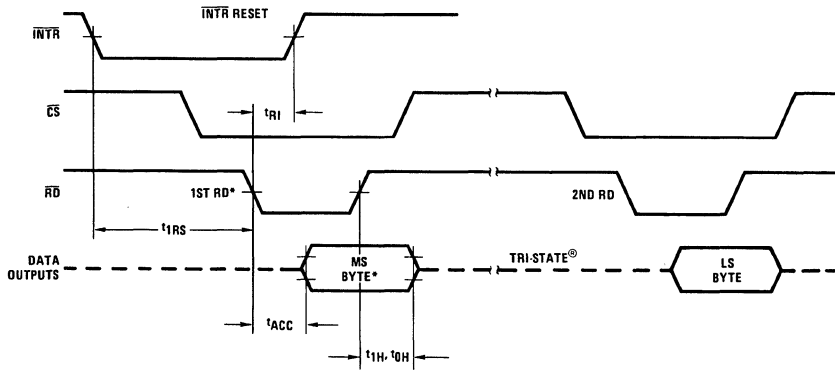 INTR RESET
INTR
CS
tRI
RD
1ST RD*
2ND RD
t1RS
DATA
OUTPUTS
MS
BYTE*
TRI-STATE®
LS
BYTE
tACC
t1H, t0H